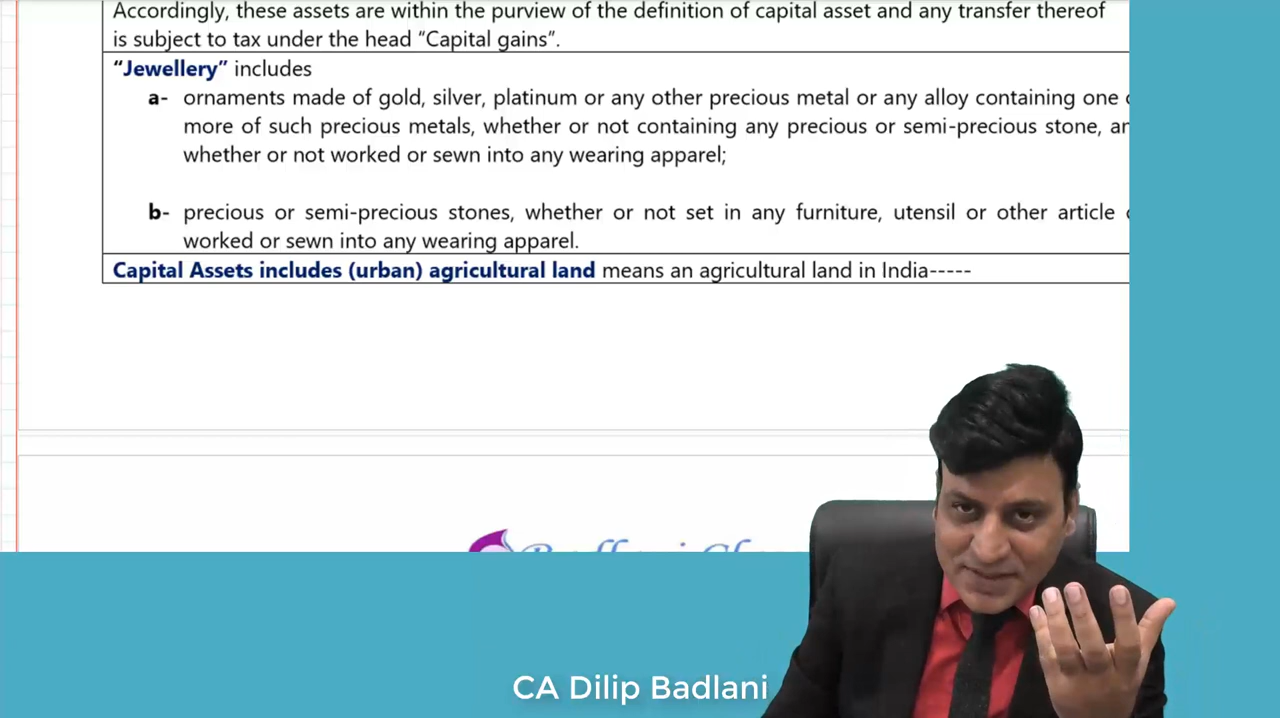 Accordingly, these assets are within the purview of the definition of capital asset and any transfer thereof
is subject to tax under the head “Capital gains”.
“Jewellery” includes
a- ornaments made of gold, silver, platinum or any other precious metal or any alloy containing one
more of such precious metals, whether or not containing any precious or semi-precious stone,
whether or not worked or sewn into any wearing apparel;
b- precious or semi-precious stones, whether or not set in any furniture, utensil or other article
worked or sewn into any wearing apparel.
Capital Assets includes (urban) agricultural land means an agricultural land in India-----
CA Dilip Badlani